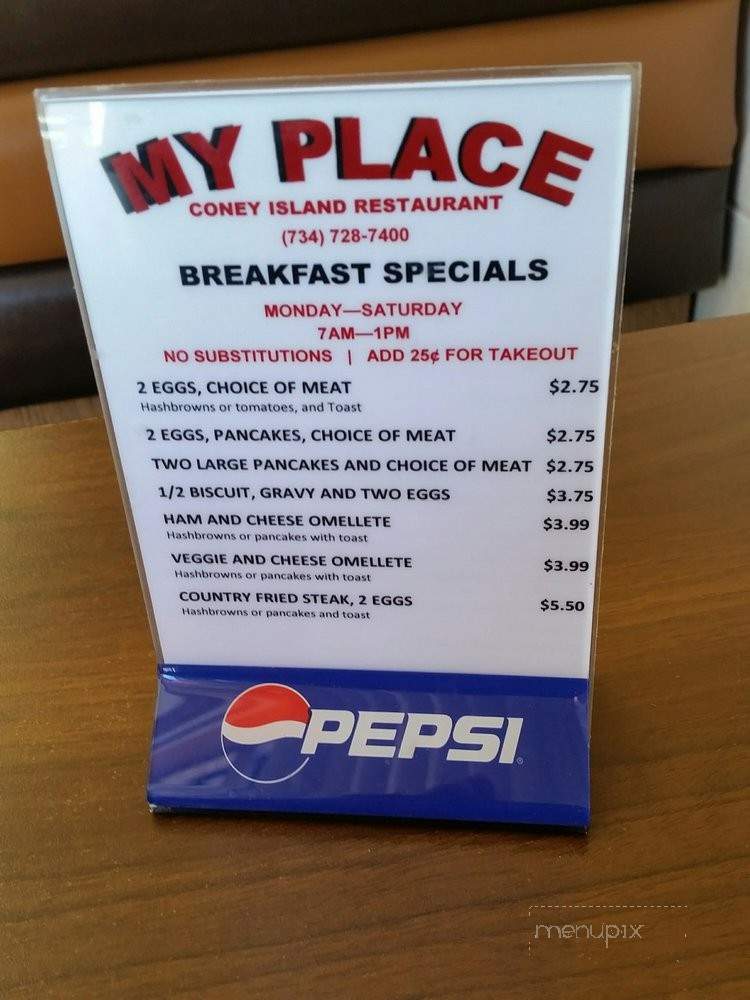 MY PLACE
CONEY ISLAND RESTAURANT
(734) 728-7400
BREAKFAST SPECIALS
MONDAY—SATURDAY
7AM—1PM
NO SUBSTITUTIONS | ADD 25¢ FOR TAKEOUT
2 EGGS, CHOICE OF MEAT $2.75
Hashbrowns or tomatoes, and Toast
2 EGGS, PANCAKES, CHOICE OF MEAT $2.75
TWO LARGE PANCAKES AND CHOICE OF MEAT $2.75
1/2 BISCUIT, GRAVY AND TWO EGGS $3.75
HAM AND CHEESE OMELLETE $3.99
Hashbrowns or pancakes with toast
VEGGIE AND CHEESE OMELLETE $3.99
Hashbrowns or pancakes with toast
COUNTRY FRIED STEAK, 2 EGGS $5.50
Hashbrowns or pancakes and toast
PEPSI
menupix